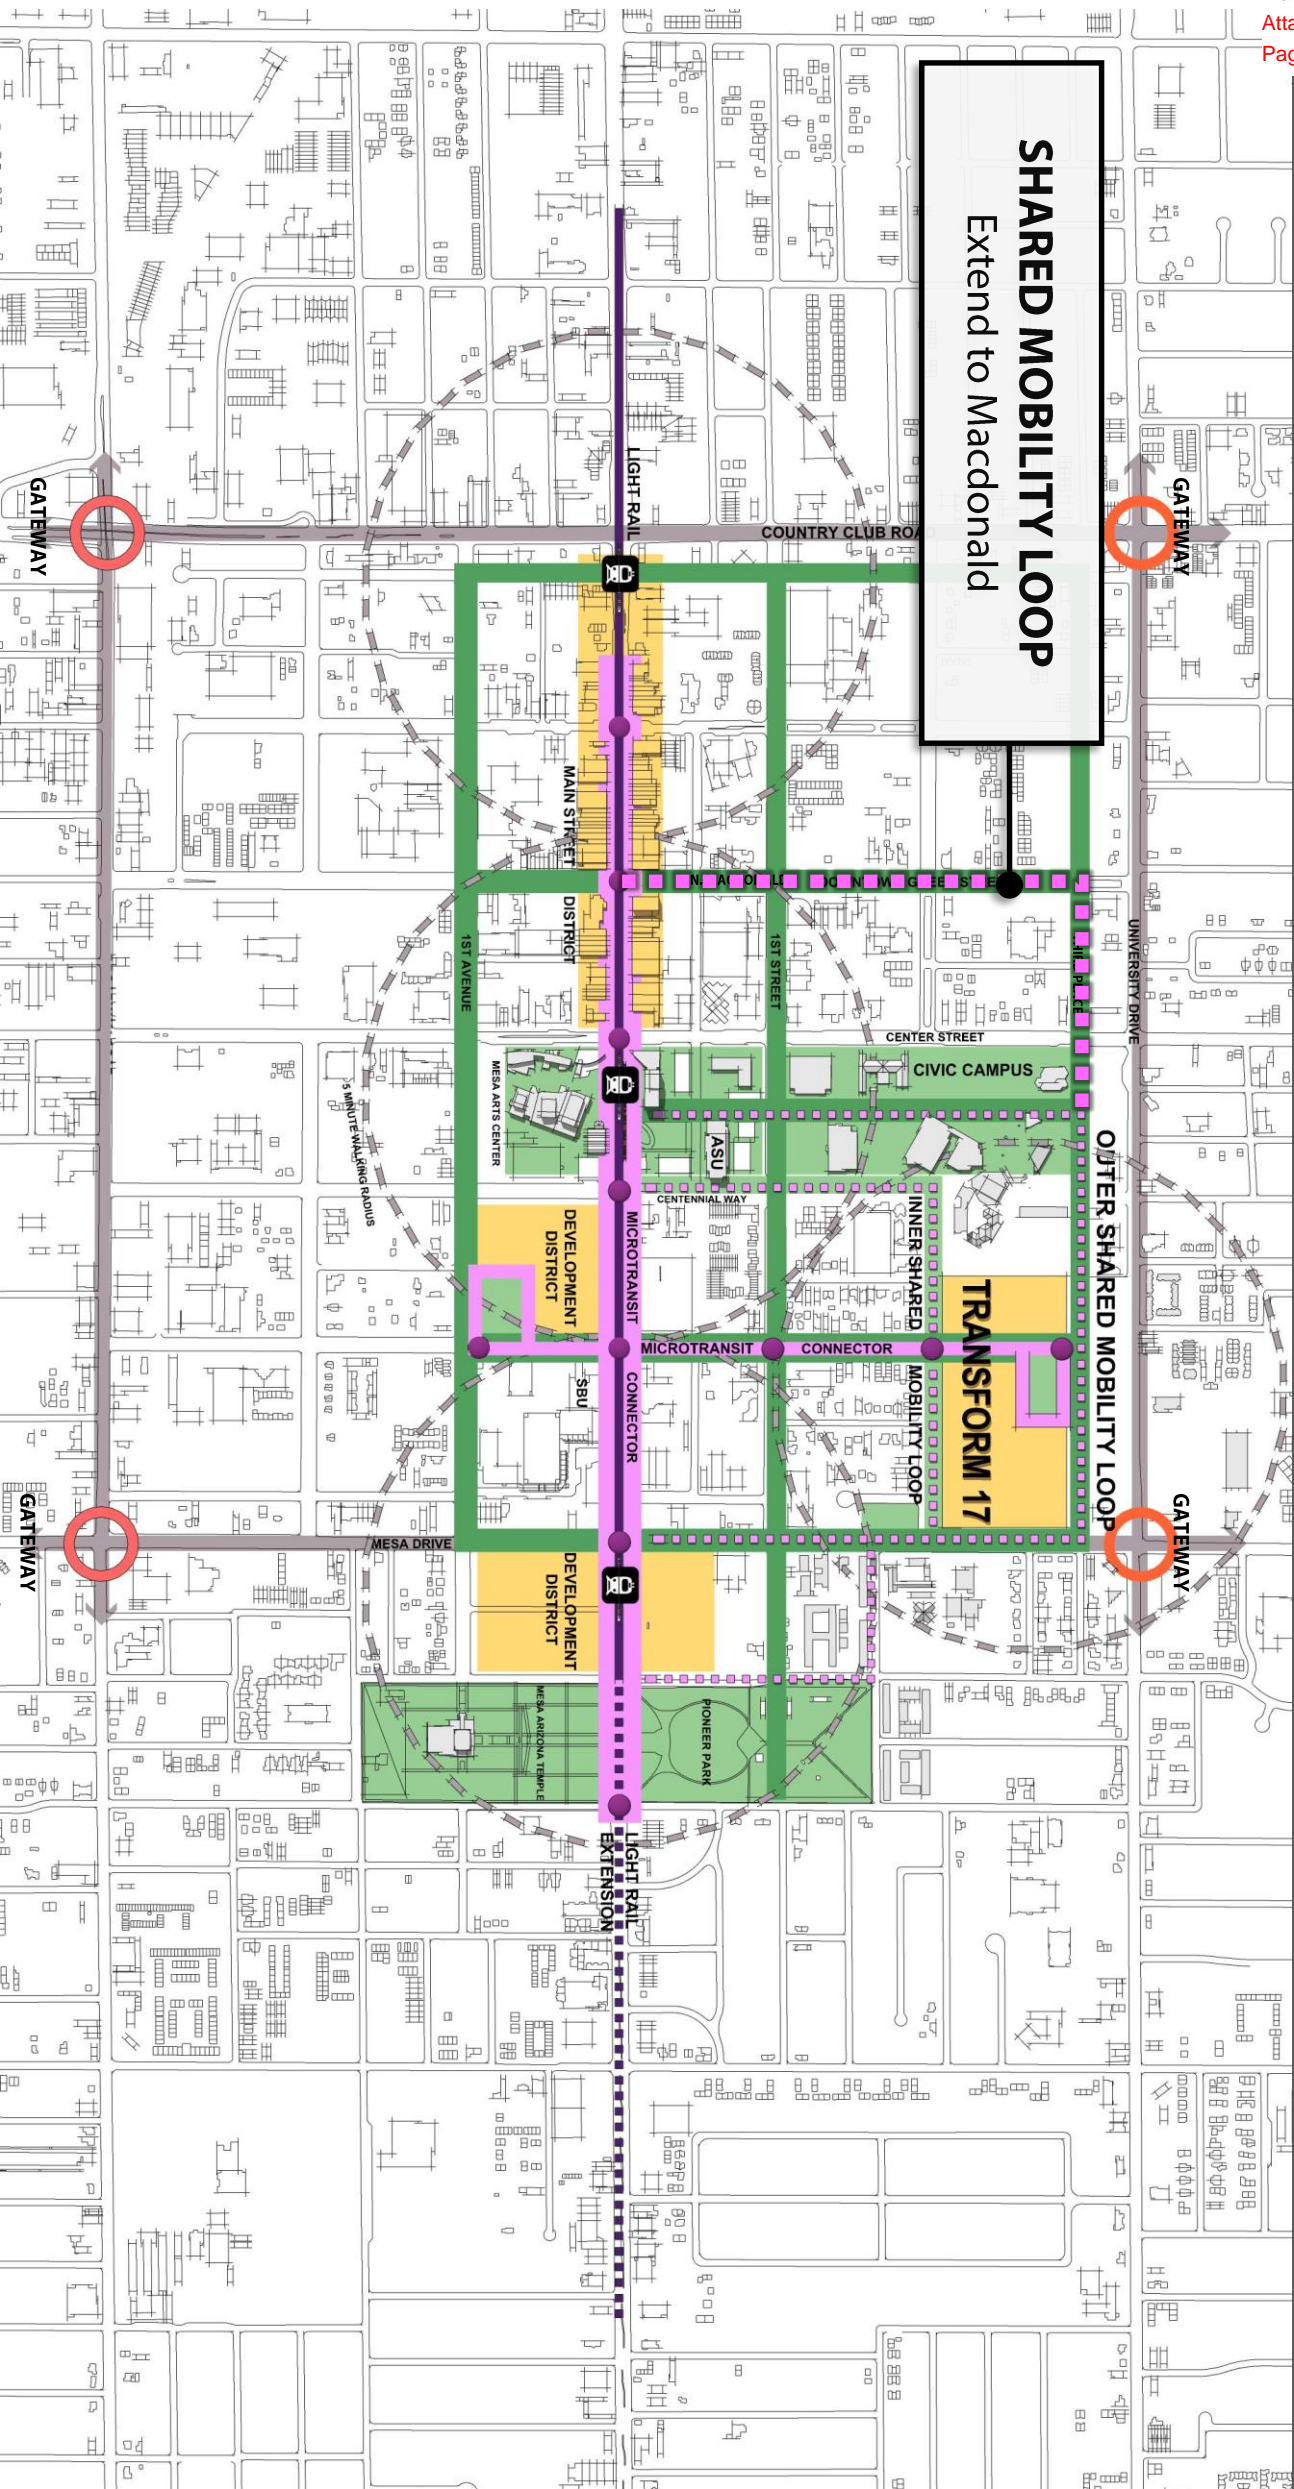 SHARED MOBILITY LOOP
Extend to Macdonald
GATEWAY
GATEWAY
LIGHT RAIL
COUNTRY CLUB
MAIN STREET
DISTRICT
1ST AVENUE
1ST STREET
UNIVERSITY DRIVE
CENTER STREET
CIVIC CAMPUS
MESA ARTS CENTER
ASU
5 MINUTE WALKING RADIUS
CENTENNIAL WAY
OUTER SHARED MOBILITY LOOP
INNER SHARED
MOBILITY LOOP
DEVELOPMENT
DISTRICT
MICROTRANSIT
CONNECTOR
MICROTRANSIT
CONNECTOR
TRANSFORM 17
SBU
GATEWAY
GATEWAY
MESA DRIVE
DEVELOPMENT
DISTRICT
MESA ARIZONA TEMPLE
PIONEER PARK
LIGHT RAIL
EXTENSION